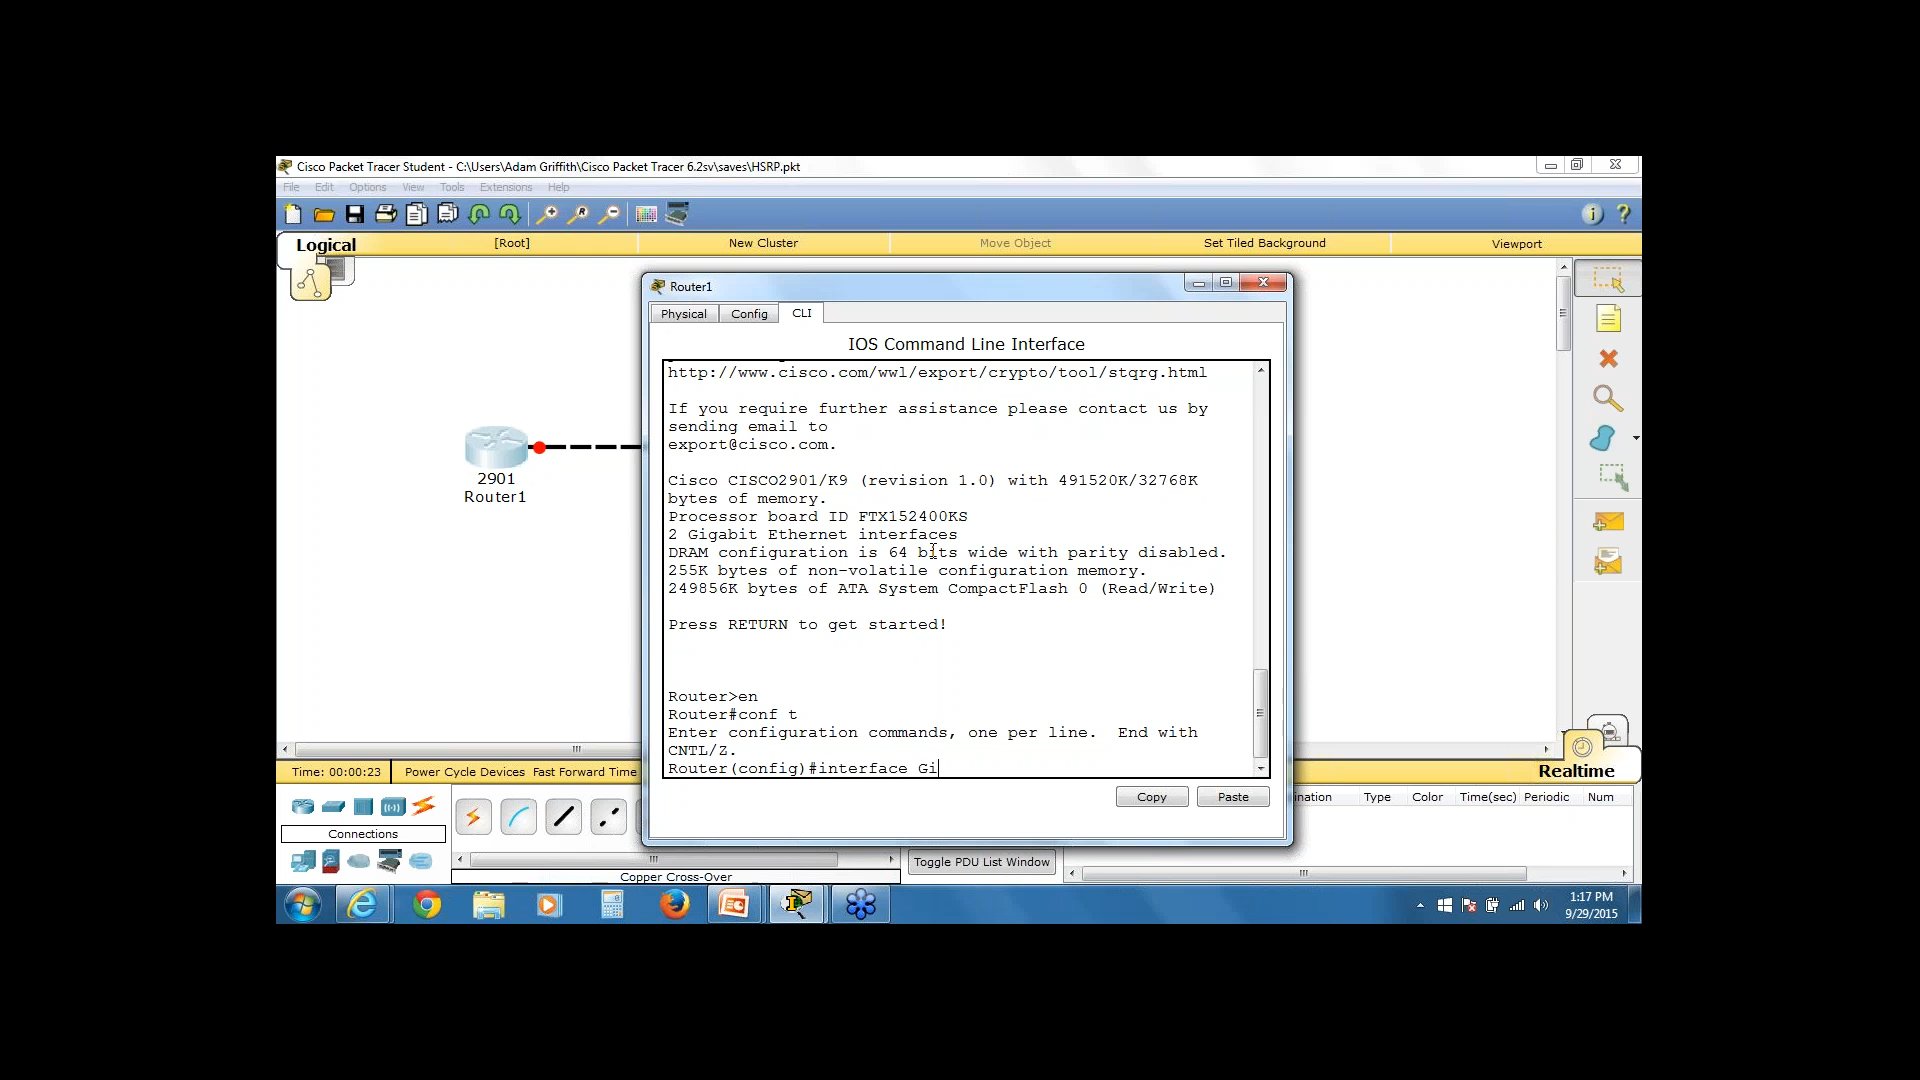 Cisco Packet Tracer Student - C:\Users\Adam Griffith\Cisco Packet Tracer 6.2sv\saves\HSRP.pkt
File Edit Options View Tools Extensions Help
Logical [Root] New Cluster Move Object Set Tiled Background Viewport
Router1
Physical Config CLI
IOS Command Line Interface
http://www.cisco.com/wwl/export/crypto/tool/stqrg.html
If you require further assistance please contact us by
sending email to
export@cisco.com.
Cisco CISCO2901/K9 (revision 1.0) with 491520K/32768K
bytes of memory.
Processor board ID FTX152400KS
2 Gigabit Ethernet interfaces
DRAM configuration is 64 bits wide with parity disabled.
255K bytes of non-volatile configuration memory.
249856K bytes of ATA System CompactFlash 0 (Read/Write)
Press RETURN to get started!
Router>en
Router#conf t
Enter configuration commands, one per line.  End with
CNTL/Z.
Router(config)#interface Gi
Copy Paste
2901
Router1
Time: 00:00:23 Power Cycle Devices Fast Forward Time
Realtime
ination Type Color Time(sec) Periodic Num
Connections
Toggle PDU List Window
Copper Cross-Over
1:17 PM
9/29/2015